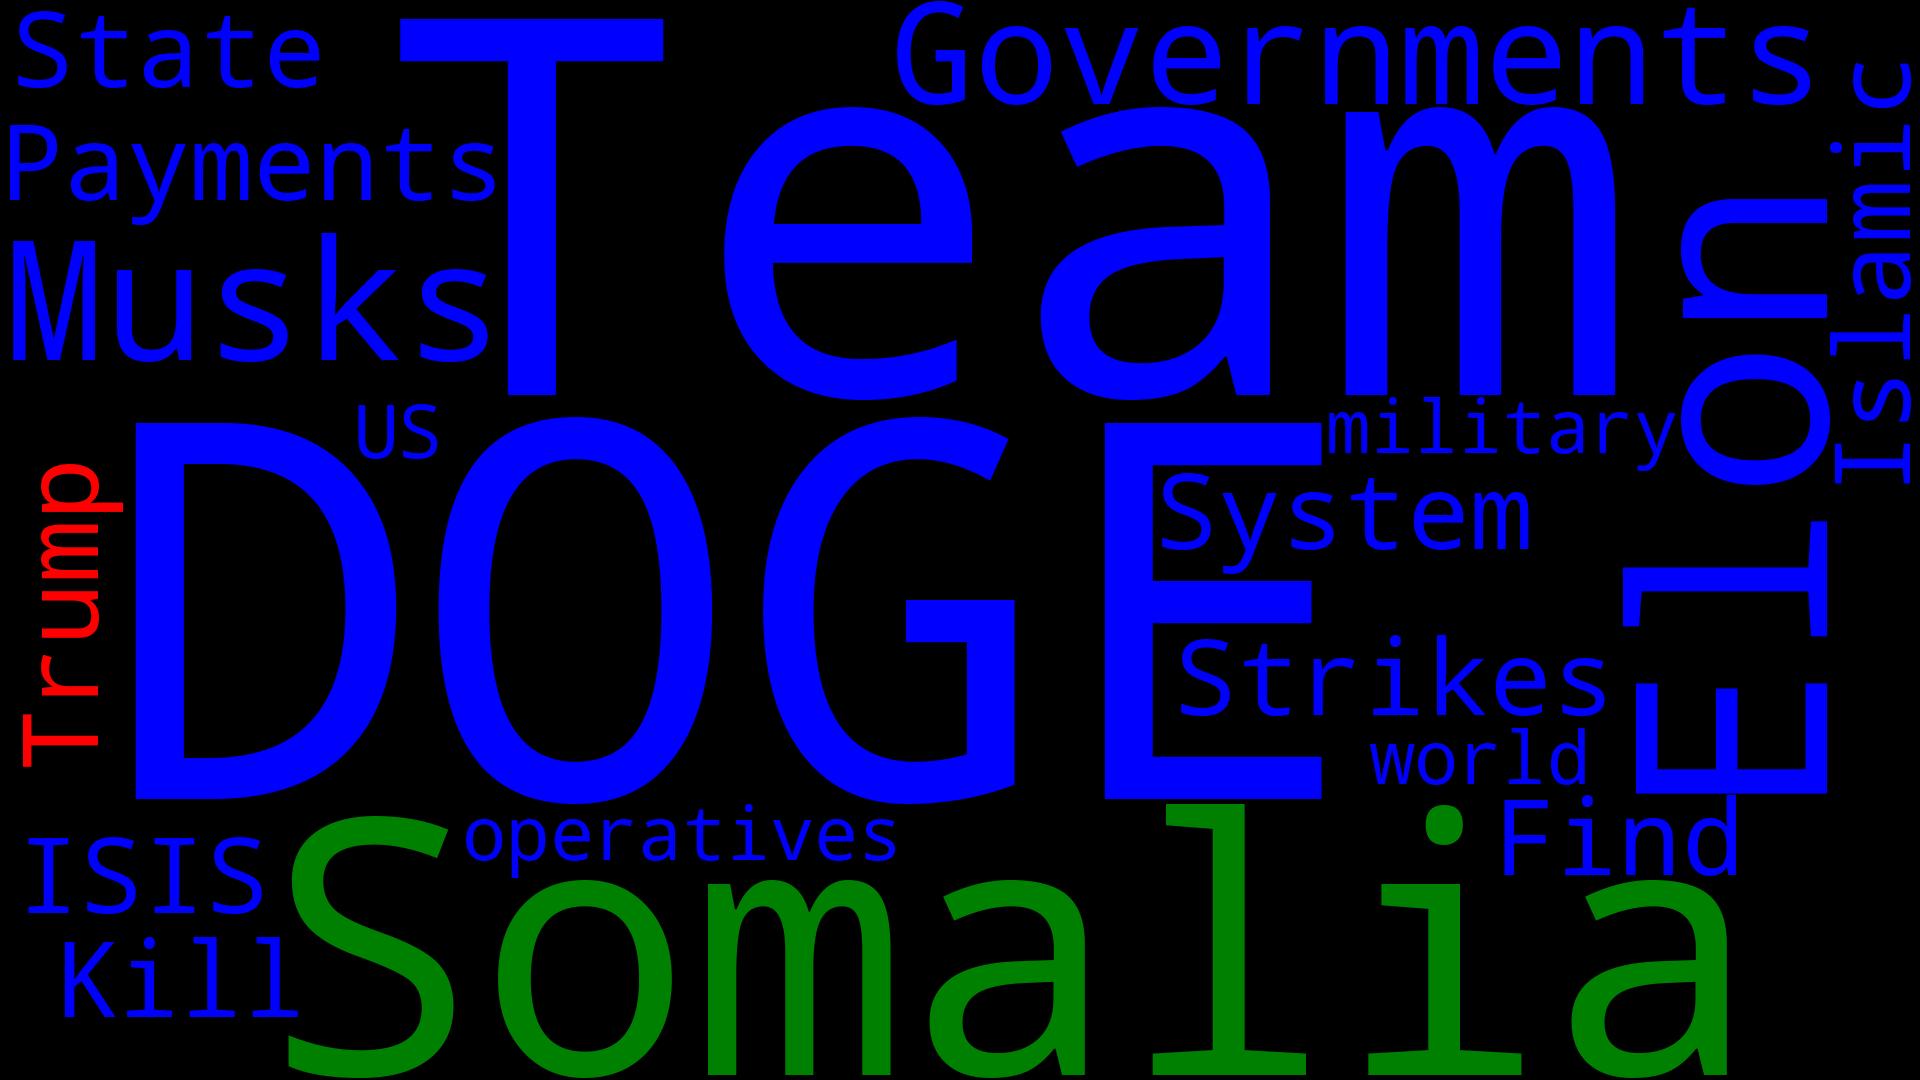 State
Team
Governments
Islamic
Payments
Musks
Elon
US
military
Trump
DOGE
System
Strikes
world
operatives
Find
ISIS
Somalia
Kill